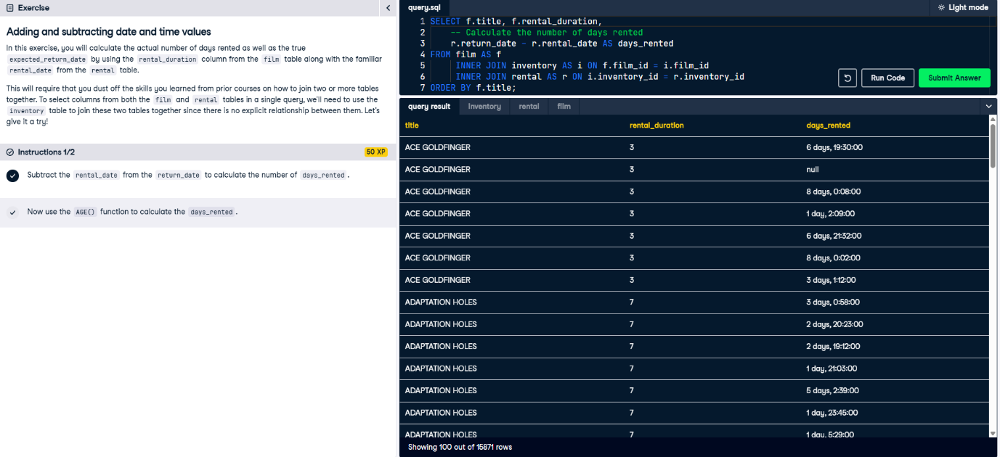 Exercise
Adding and subtracting date and time values
In this exercise, you will calculate the actual number of days rented as well as the true
expected_return_date by using the rental_duration column from the film table along with the familiar
rental_date from the rental table.
This will require that you dust off the skills you learned from prior courses on how to join two or more tables
together. To select columns from both the film and rental tables in a single query, we'll need to use the
inventory table to join these two tables together since there is no explicit relationship between them. Let's
give it a try!
Instructions 1/2
50 XP
Subtract the rental_date from the return_date to calculate the number of days_rented.
Now use the AGE() function to calculate the days_rented.
query.sql
Light mode
1 SELECT f.title, f.rental_duration,
2 -- Calculate the number of days rented
3 r.return_date - r.rental_date AS days_rented
4 FROM film AS f
5 INNER JOIN inventory AS i ON f.film_id = i.film_id
6 INNER JOIN rental AS r ON i.inventory_id = r.inventory_id
7 ORDER BY f.title;
Run Code
Submit Answer
query result inventory rental film
title rental_duration days_rented
ACE GOLDFINGER 3 6 days, 19:30:00
ACE GOLDFINGER 3 null
ACE GOLDFINGER 3 8 days, 0:08:00
ACE GOLDFINGER 3 1 day, 2:09:00
ACE GOLDFINGER 3 6 days, 21:32:00
ACE GOLDFINGER 3 8 days, 0:02:00
ACE GOLDFINGER 3 3 days, 1:12:00
ADAPTATION HOLES 7 3 days, 0:58:00
ADAPTATION HOLES 7 2 days, 20:23:00
ADAPTATION HOLES 7 2 days, 19:12:00
ADAPTATION HOLES 7 1 day, 21:03:00
ADAPTATION HOLES 7 5 days, 2:39:00
ADAPTATION HOLES 7 1 day, 23:45:00
ADAPTATION HOLES 7 1 day, 5:29:00
Showing 100 out of 15871 rows